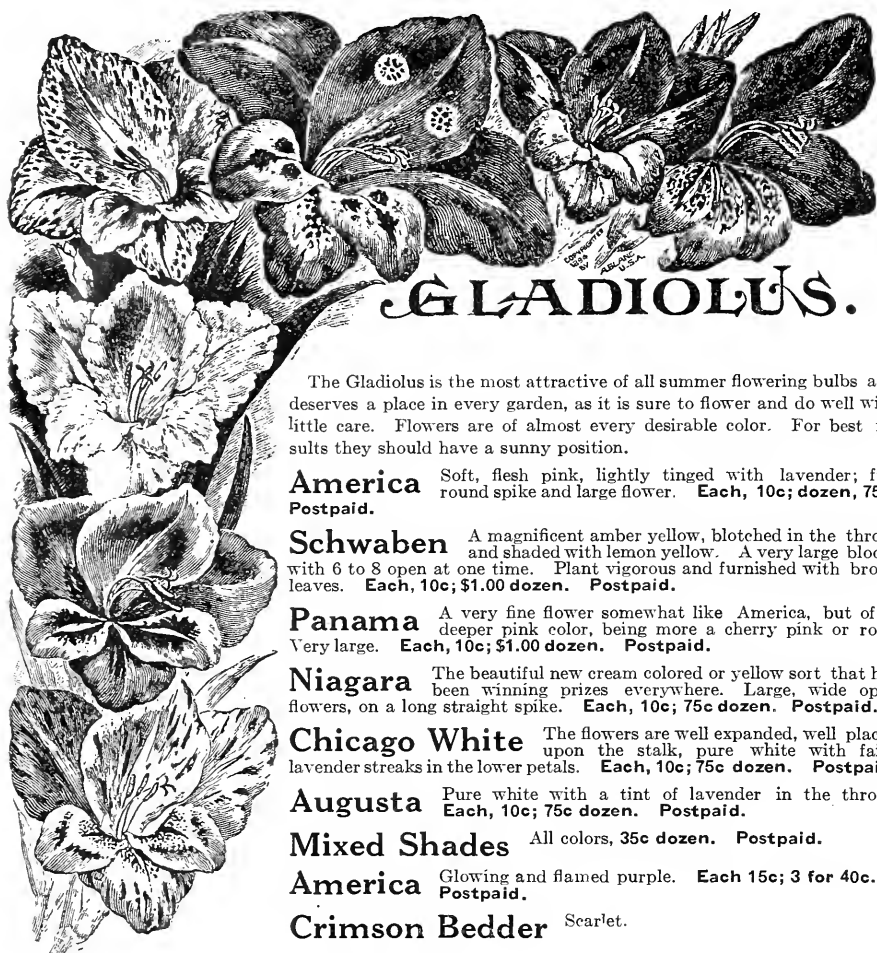 COPYRIGHTED
BY A.BLANC
U.S.A.
GLADIOLUS.
The Gladiolus is the most attractive of all summer flowering bulbs a
deserves a place in every garden, as it is sure to flower and do well wi
little care. Flowers are of almost every desirable color. For best
sults they should have a sunny position.
America Soft, flesh pink, lightly tinged with lavender; f
round spike and large flower. Each, 10c; dozen, 75
Postpaid.
Schwaben A magnificent amber yellow, blotched in the thro
and shaded with lemon yellow. A very large bloo
with 6 to 8 open at one time. Plant vigorous and furnished with bro
leaves. Each, 10c; $1.00 dozen. Postpaid.
Panama A very fine flower somewhat like America, but of
deeper pink color, being more a cherry pink or ro
Very large. Each, 10c; $1.00 dozen. Postpaid.
Niagara The beautiful new cream colored or yellow sort that h
been winning prizes everywhere. Large, wide op
flowers, on a long straight spike. Each, 10c; 75c dozen. Postpaid.
Chicago White The flowers are well expanded, well plac
upon the stalk, pure white with fai
lavender streaks in the lower petals. Each, 10c; 75c dozen. Postpai
Augusta Pure white with a tint of lavender in the thro
Each, 10c; 75c dozen. Postpaid.
Mixed Shades All colors, 35c dozen. Postpaid.
America Glowing and flamed purple. Each 15c; 3 for 40c.
Postpaid.
Crimson Bedder Scarlet.